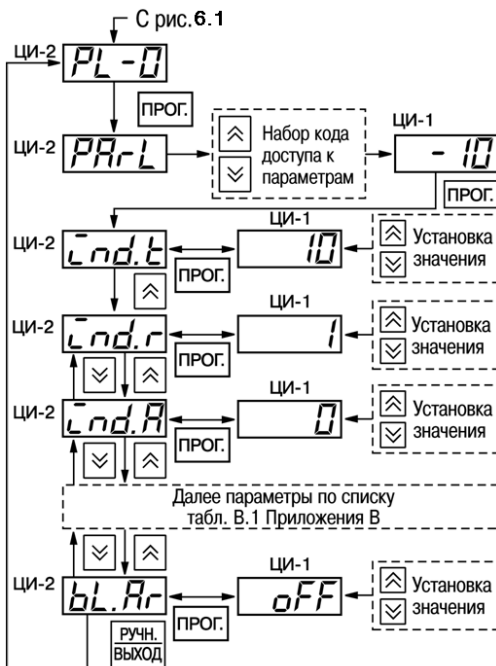 С рис.6.1
ЦИ-2
PL-0
ПРОГ.
ЦИ-2
PArL
Набор кода
доступа к
параметрам
ЦИ-1
-10
ПРОГ.
ЦИ-2
ind.t
ПРОГ.
ЦИ-1
10
Установка
значения
ЦИ-2
ind.r
ПРОГ.
ЦИ-1
1
Установка
значения
ЦИ-2
ind.A
ПРОГ.
ЦИ-1
0
Установка
значения
Далее параметры по списку
табл. В.1 Приложения В
ЦИ-2
bL.Ar
ПРОГ.
ЦИ-1
oFF
Установка
значения
РУЧН.
ВЫХОД